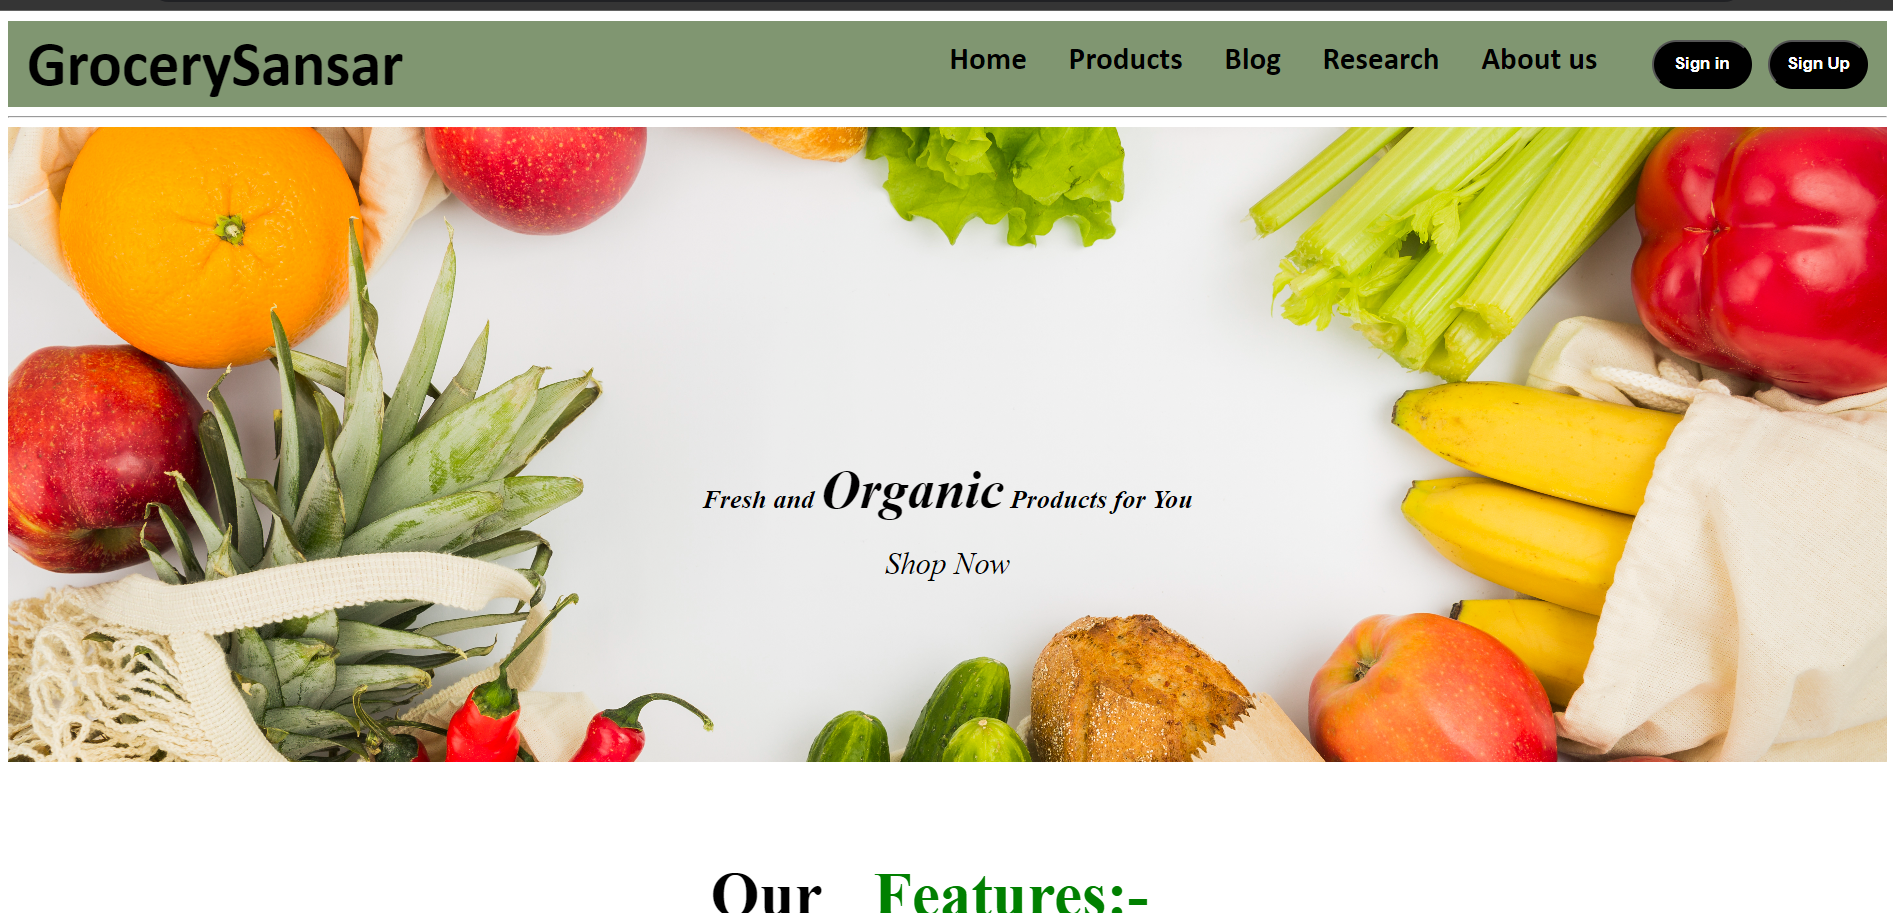 GrocerySansar Home Products Blog Research About us Sign in Sign Up
Fresh and Organic Products for You
Shop Now
Our Features:-